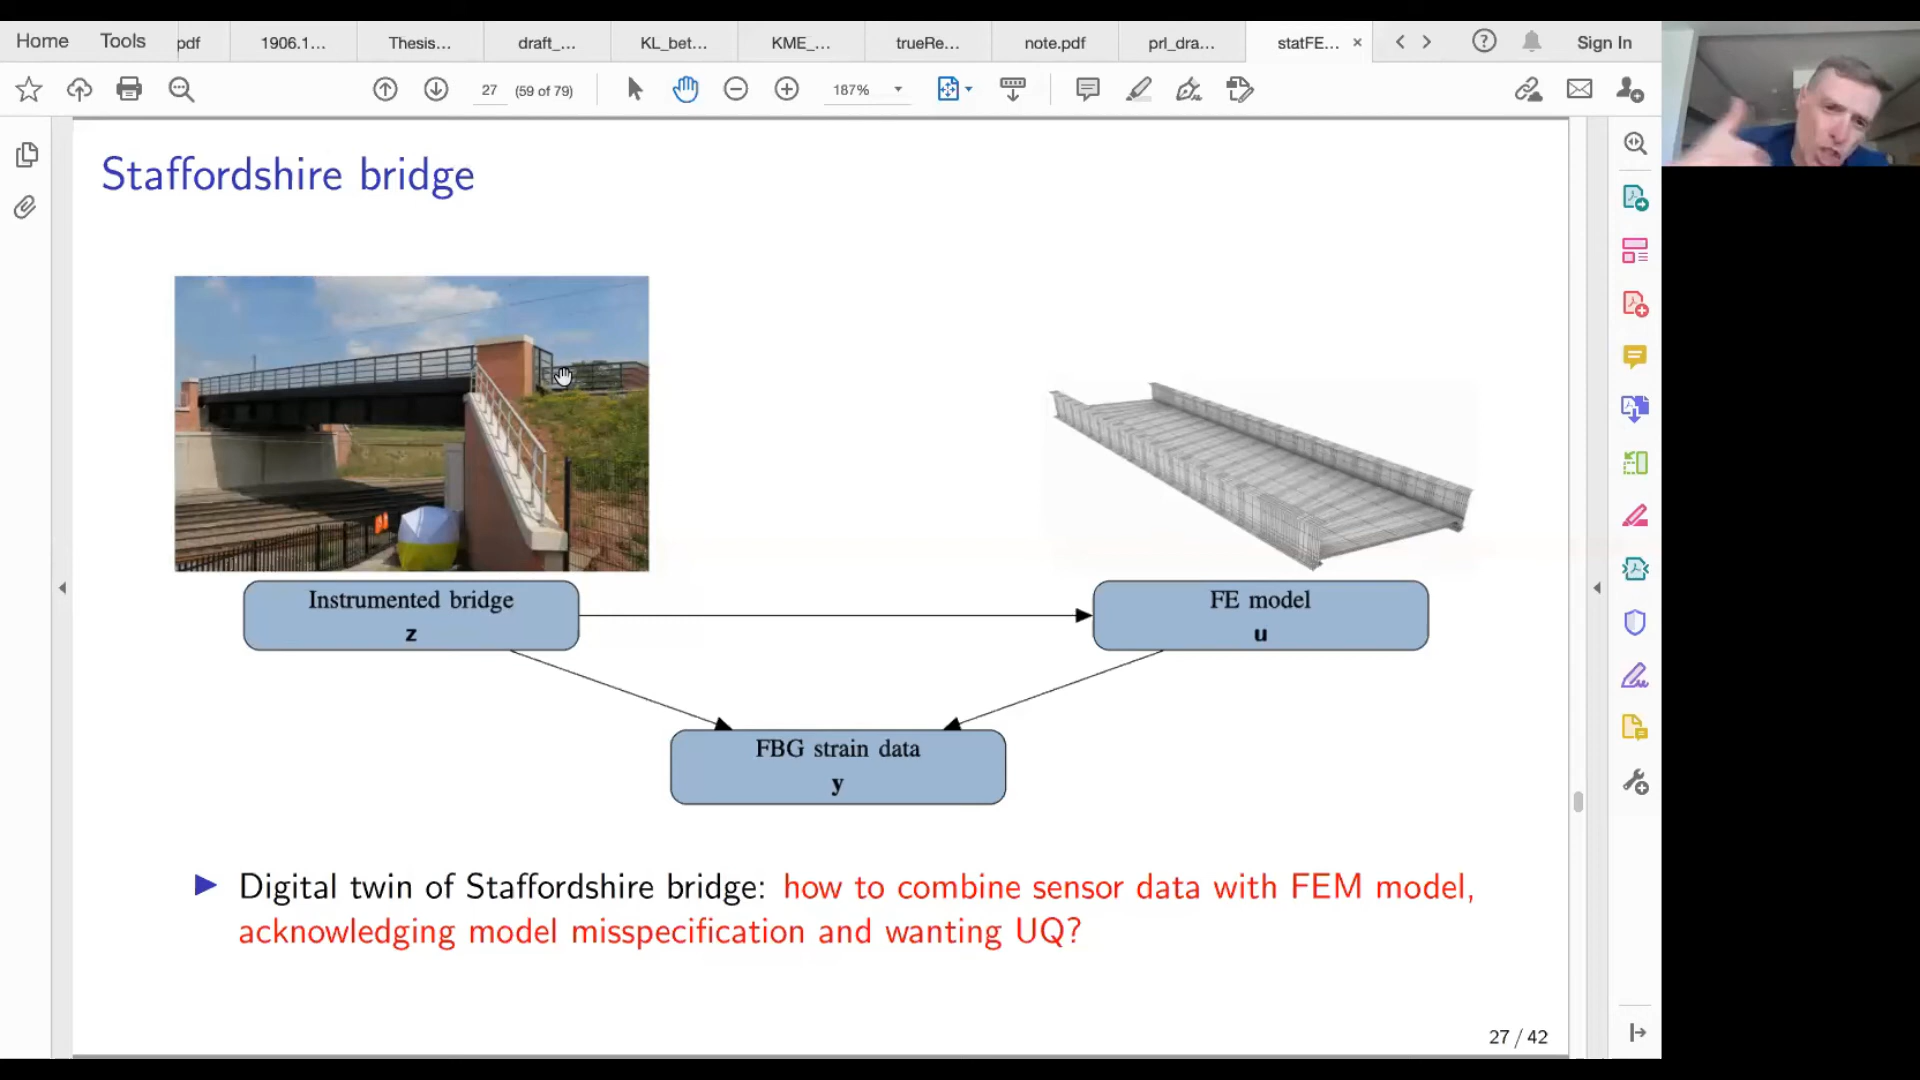 Home Tools pdf 1906.1... Thesis... draft_... KL_bet... KME_... trueRe... note.pdf prl_dra... statFE... × Sign In
27 (59 of 79) 187%
Staffordshire bridge
Instrumented bridge
z
FE model
u
FBG strain data
y
Digital twin of Staffordshire bridge: how to combine sensor data with FEM model,
acknowledging model misspecification and wanting UQ?
27 / 42